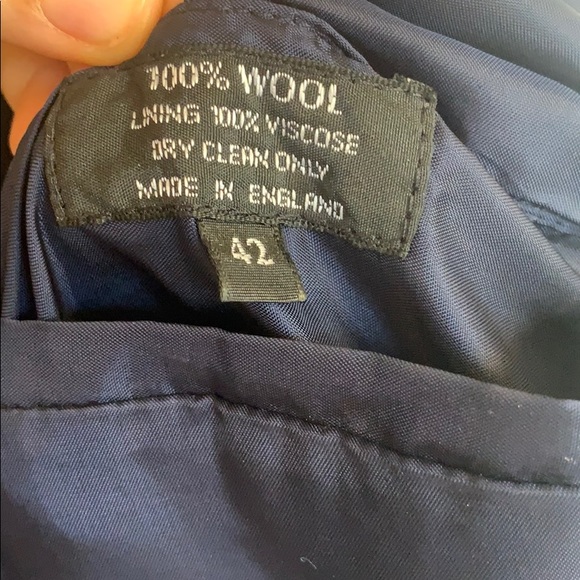 100% WOOL
LINING 100% VISCOSE
DRY CLEAN ONLY
MADE IN ENGLAND
42